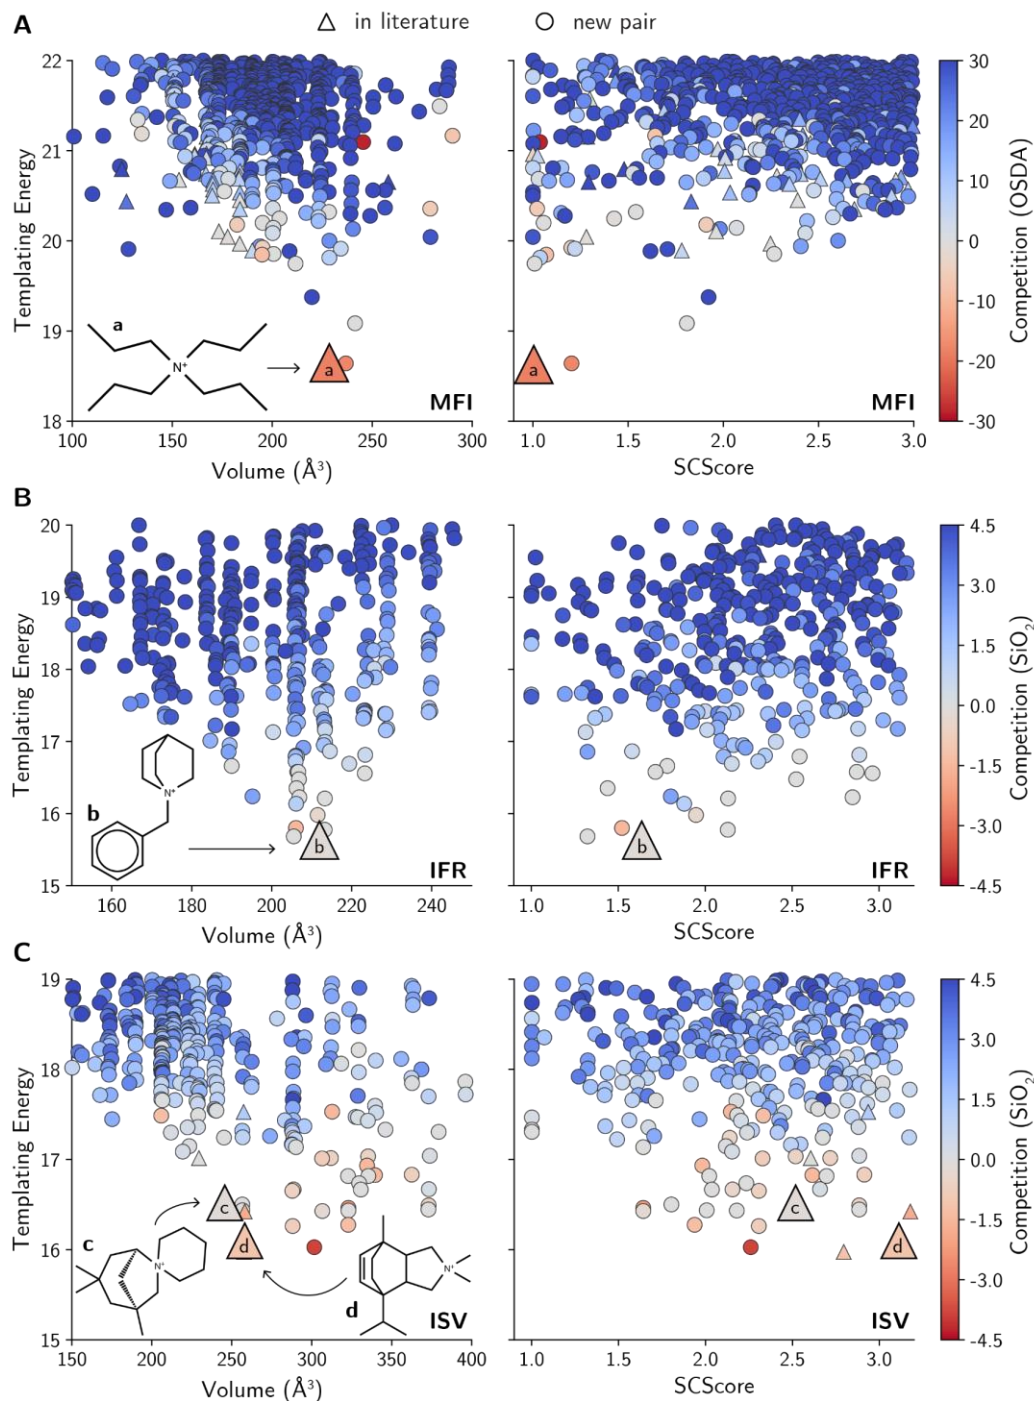 A
△ in literature ○ new pair
22
21
20
19
18
Templating Energy
a
N⁺
a
MFI
100 150 200 250 300
Volume (Å³)
a
MFI
1.0 1.5 2.0 2.5 3.0
SCScore
30
20
10
0
-10
-20
-30
Competition (OSDA)
B
20
19
18
17
16
15
Templating Energy
N⁺
b
b
IFR
160 180 200 220 240
Volume (Å³)
b
IFR
1.0 1.5 2.0 2.5 3.0
SCScore
4.5
3.0
1.5
0.0
-1.5
-3.0
-4.5
Competition (SiO₂)
C
19
18
17
16
15
Templating Energy
c
d
c
N⁺
N⁺
d
ISV
150 200 250 300 350 400
Volume (Å³)
c
d
ISV
1.0 1.5 2.0 2.5 3.0
SCScore
4.5
3.0
1.5
0.0
-1.5
-3.0
-4.5
Competition (SiO₂)